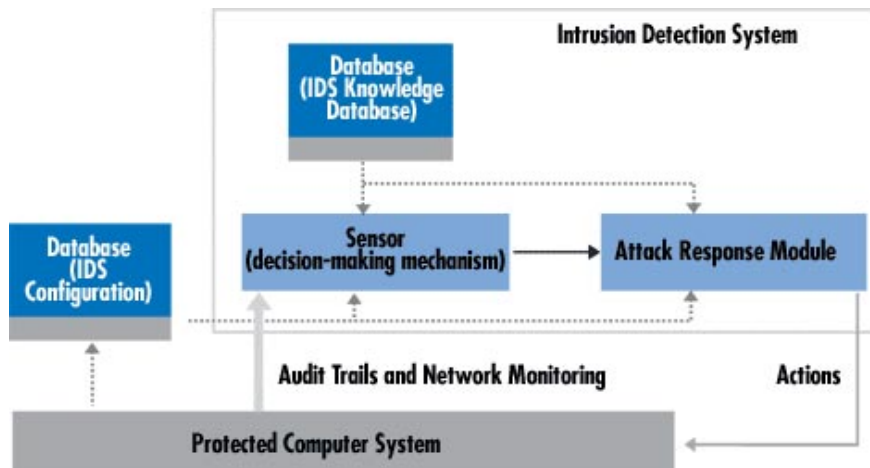 Intrusion Detection System
Database
(IDS Knowledge
Database)
Sensor
(decision-making mechanism)
Attack Response Module
Database
(IDS
Configuration)
Audit Trails and Network Monitoring
Actions
Protected Computer System